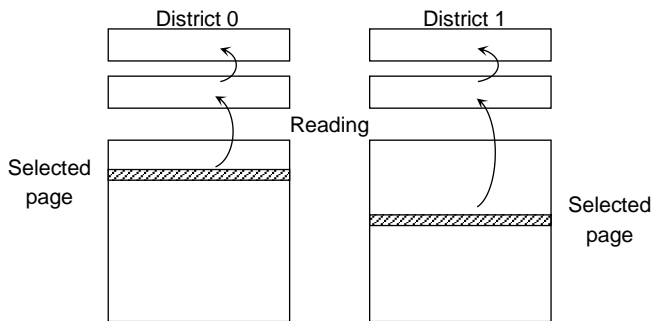 District 0
District 1
Reading
Selected
page
Selected
page